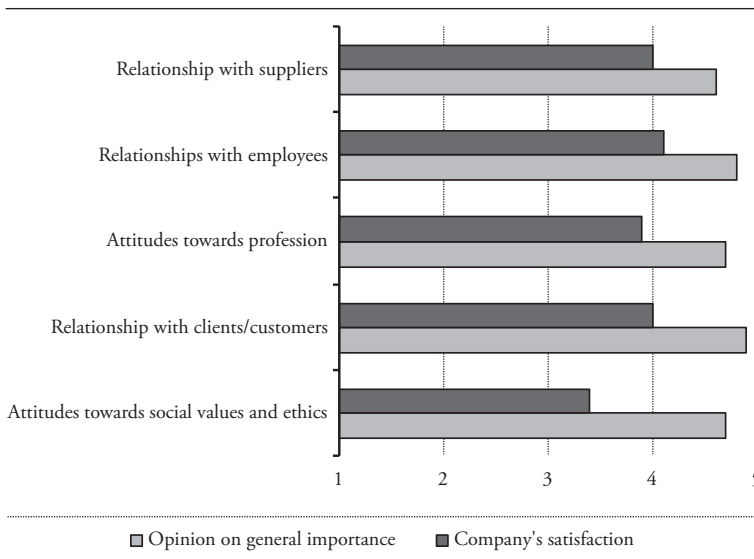 Relationship with suppliers
Relationships with employees
Attitudes towards profession
Relationship with clients/customers
Attitudes towards social values and ethics
1 2 3 4
Opinion on general importance Company's satisfaction